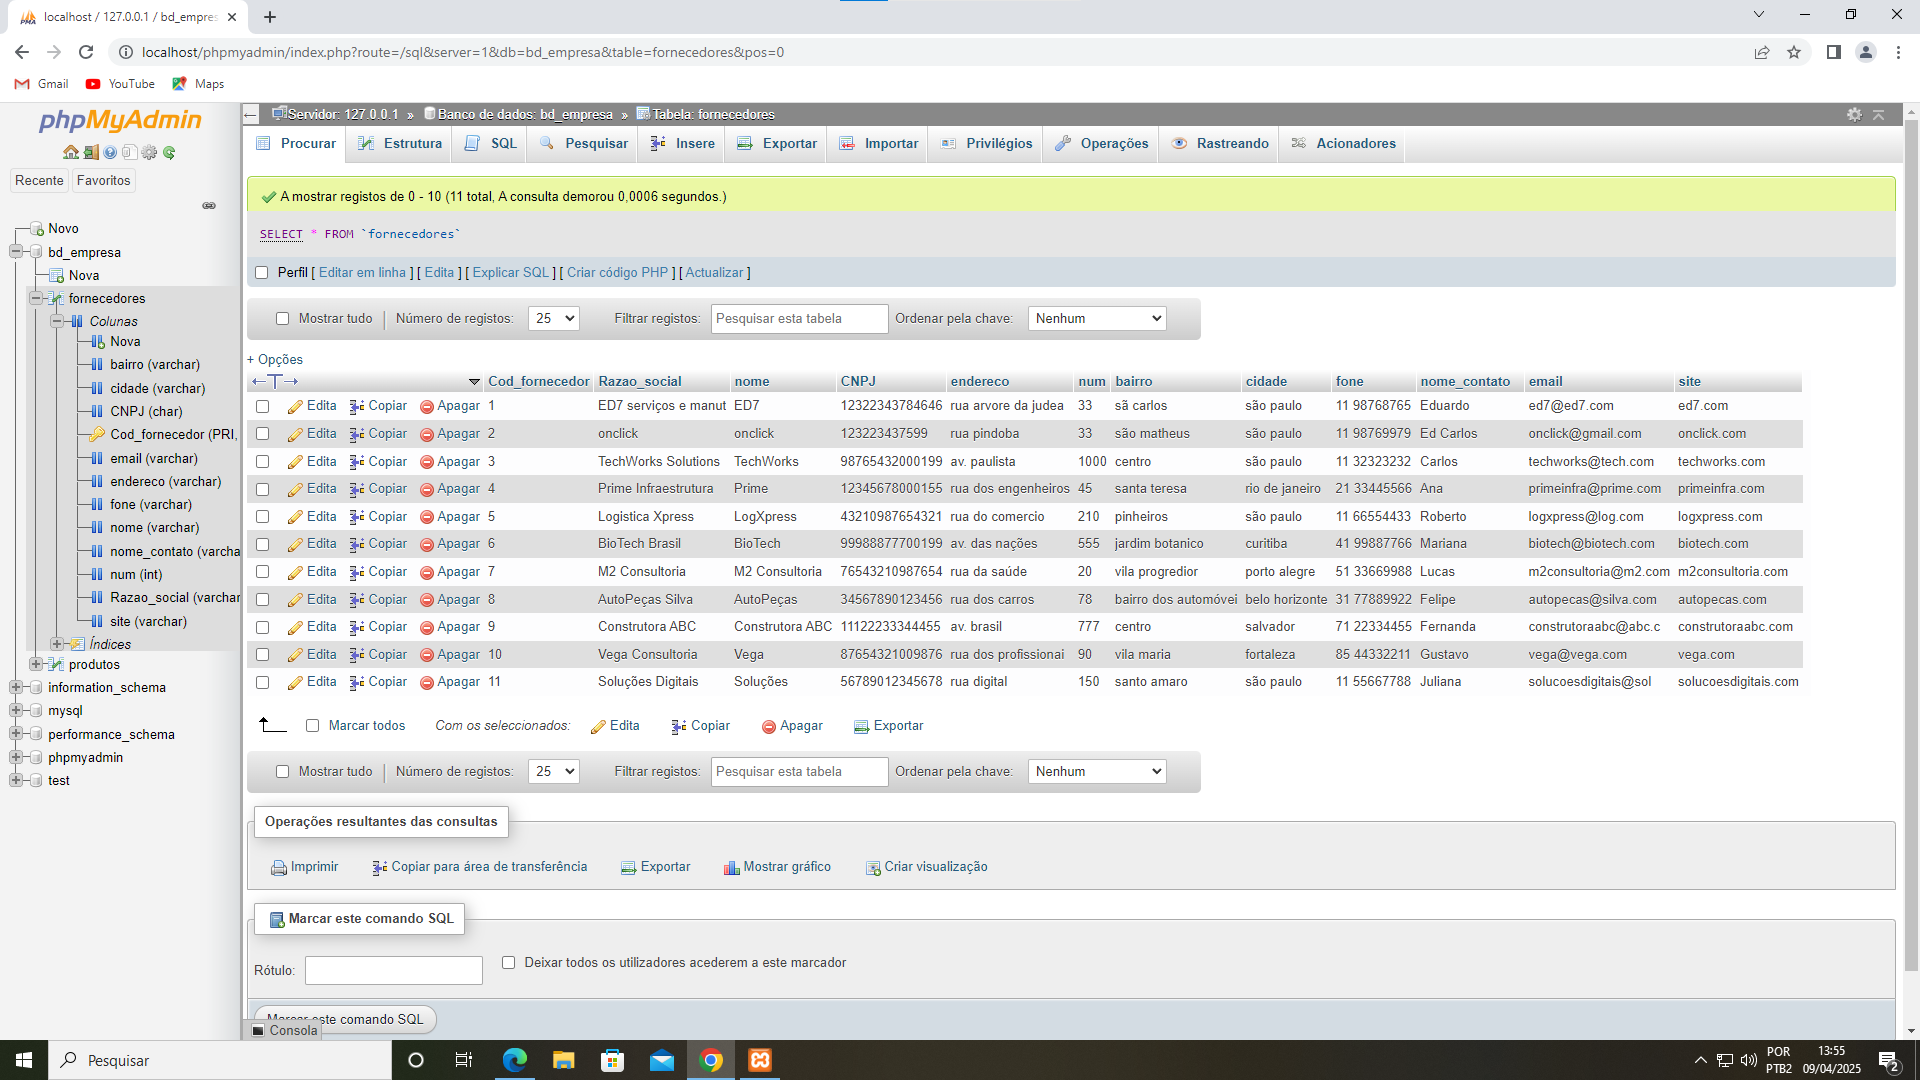 localhost / 127.0.0.1 / bd_empres
localhost/phpmyadmin/index.php?route=/sql&server=1&db=bd_empresa&table=fornecedores&pos=0
Gmail YouTube Maps
phpMyAdmin
Recente Favoritos
Novo
bd_empresa
Nova
fornecedores
Colunas
Nova
bairro (varchar)
cidade (varchar)
CNPJ (char)
Cod_fornecedor (PRI,
email (varchar)
endereco (varchar)
fone (varchar)
nome (varchar)
nome_contato (varcha
num (int)
Razao_social (varchar
site (varchar)
Índices
produtos
information_schema
mysql
performance_schema
phpmyadmin
test
Servidor: 127.0.0.1 » Banco de dados: bd_empresa » Tabela: fornecedores
Procurar Estrutura SQL Pesquisar Insere Exportar Importar Privilégios Operações Rastreando Acionadores
A mostrar registos de 0 - 10 (11 total, A consulta demorou 0,0006 segundos.)
SELECT * FROM `fornecedores`
Perfil [ Editar em linha ] [ Edita ] [ Explicar SQL ] [ Criar código PHP ] [ Actualizar ]
Mostrar tudo | Número de registos: 25 Filtrar registos: Pesquisar esta tabela Ordenar pela chave: Nenhum
+ Opções
←T→ Cod_fornecedor Razao_social nome CNPJ endereco num bairro cidade fone nome_contato email site
Edita Copiar Apagar 1 ED7 serviços e manut ED7 12322343784646 rua arvore da judea 33 sã carlos são paulo 11 98768765 Eduardo ed7@ed7.com ed7.com
Edita Copiar Apagar 2 onclick onclick 123223437599 rua pindoba 33 são matheus são paulo 11 98769979 Ed Carlos onclick@gmail.com onclick.com
Edita Copiar Apagar 3 TechWorks Solutions TechWorks 98765432000199 av. paulista 1000 centro são paulo 11 32323232 Carlos techworks@tech.com techworks.com
Edita Copiar Apagar 4 Prime Infraestrutura Prime 12345678000155 rua dos engenheiros 45 santa teresa rio de janeiro 21 33445566 Ana primeinfra@prime.com primeinfra.com
Edita Copiar Apagar 5 Logistica Xpress LogXpress 43210987654321 rua do comercio 210 pinheiros são paulo 11 66554433 Roberto logxpress@log.com logxpress.com
Edita Copiar Apagar 6 BioTech Brasil BioTech 99988877700199 av. das nações 555 jardim botanico curitiba 41 99887766 Mariana biotech@biotech.com biotech.com
Edita Copiar Apagar 7 M2 Consultoria M2 Consultoria 76543210987654 rua da saúde 20 vila progredior porto alegre 51 33669988 Lucas m2consultoria@m2.com m2consultoria.com
Edita Copiar Apagar 8 AutoPeças Silva AutoPeças 34567890123456 rua dos carros 78 bairro dos automóvei belo horizonte 31 77889922 Felipe autopecas@silva.com autopecas.com
Edita Copiar Apagar 9 Construtora ABC Construtora ABC 11122233344455 av. brasil 777 centro salvador 71 22334455 Fernanda construtoraabc@abc.c construtoraabc.com
Edita Copiar Apagar 10 Vega Consultoria Vega 87654321009876 rua dos profissionai 90 vila maria fortaleza 85 44332211 Gustavo vega@vega.com vega.com
Edita Copiar Apagar 11 Soluções Digitais Soluções 56789012345678 rua digital 150 santo amaro são paulo 11 55667788 Juliana solucoesdigitais@sol solucoesdigitais.com
Marcar todos Com os seleccionados: Edita Copiar Apagar Exportar
Mostrar tudo | Número de registos: 25 Filtrar registos: Pesquisar esta tabela Ordenar pela chave: Nenhum
Operações resultantes das consultas
Imprimir Copiar para área de transferência Exportar Mostrar gráfico Criar visualização
Marcar este comando SQL
Rótulo: Deixar todos os utilizadores acederem a este marcador
Marcar este comando SQL
Consola
Pesquisar
POR
PTB2
13:55
09/04/2025
2